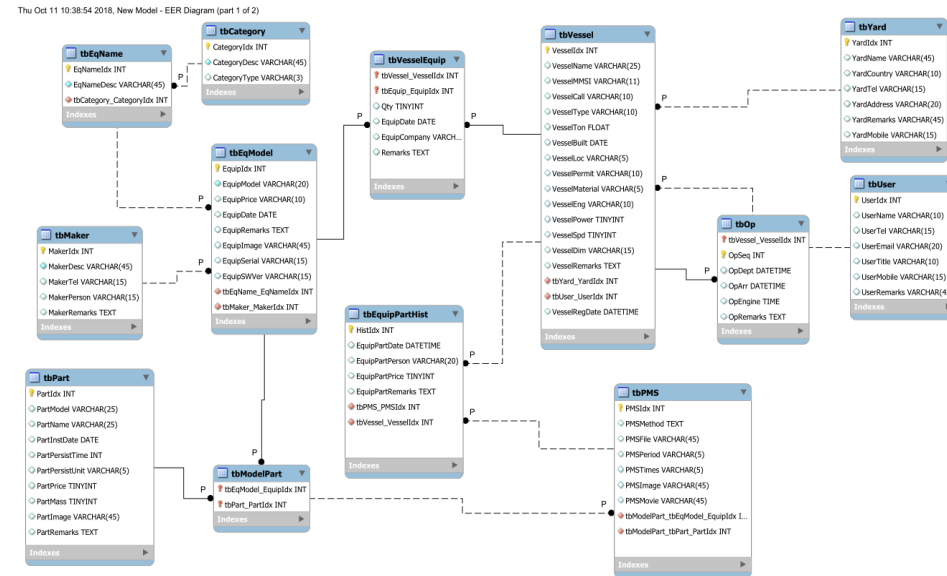 Thu Oct 11 10:38:54 2018, New Model - EER Diagram (part 1 of 2)
tbCategory
CategoryIdx INT
CategoryDesc VARCHAR(45)
CategoryType VARCHAR(3)
Indexes
tbEqName
EqNameIdx INT
EqNameDesc VARCHAR(45)
tbCategory_CategoryIdx INT
Indexes
P
tbVesselEquip
tbVessel_VesselIdx INT
tbEquip_EquipIdx INT
Qty TINYINT
EquipDate DATE
EquipCompany VARCH...
Remarks TEXT
Indexes
P
P
tbVessel
VesselIdx INT
VesselName VARCHAR(25)
VesselMMSI VARCHAR(11)
VesselCall VARCHAR(10)
VesselType VARCHAR(10)
VesselTon FLOAT
VesselBuilt DATE
VesselLoc VARCHAR(5)
VesselPermit VARCHAR(10)
VesselMaterial VARCHAR(5)
VesselEng VARCHAR(10)
VesselPower TINYINT
VesselSpd TINYINT
VesselDim VARCHAR(15)
VesselRemarks TEXT
tbYard_YardIdx INT
tbUser_UserIdx INT
VesselRegDate DATETIME
Indexes
P
P
tbYard
YardIdx INT
YardName VARCHAR(45)
YardCountry VARCHAR(10)
YardTel VARCHAR(15)
YardAddress VARCHAR(20)
YardRemarks VARCHAR(45)
YardMobile VARCHAR(15)
Indexes
tbUser
UserIdx INT
UserName VARCHAR(10)
UserTel VARCHAR(15)
UserEmail VARCHAR(20)
UserTitle VARCHAR(10)
UserMobile VARCHAR(15)
UserRemarks VARCHAR(4
Indexes
tbOp
tbVessel_VesselIdx INT
OpSeq INT
OpDept DATETIME
OpArr DATETIME
OpEngine TIME
OpRemarks TEXT
Indexes
P
tbEqModel
EquipIdx INT
EquipModel VARCHAR(20)
EquipPrice VARCHAR(10)
EquipDate DATE
EquipRemarks TEXT
EquipImage VARCHAR(45)
EquipSerial VARCHAR(15)
EquipSWVer VARCHAR(15)
tbEqName_EqNameIdx INT
tbMaker_MakerIdx INT
Indexes
P
P
tbMaker
MakerIdx INT
MakerDesc VARCHAR(45)
MakerTel VARCHAR(15)
MakerPerson VARCHAR(15)
MakerRemarks TEXT
Indexes
tbEquipPartHist
HistIdx INT
EquipPartDate DATETIME
EquipPartPerson VARCHAR(20)
EquipPartPrice TINYINT
EquipPartRemarks TEXT
tbPMS_PMSIdx INT
tbVessel_VesselIdx INT
Indexes
P
P
tbPart
PartIdx INT
PartModel VARCHAR(25)
PartName VARCHAR(25)
PartInstDate DATE
PartPersistTime INT
PartPersistUnit VARCHAR(5)
PartPrice TINYINT
PartMass TINYINT
PartImage VARCHAR(45)
PartRemarks TEXT
Indexes
tbModelPart
tbEqModel_EquipIdx INT
tbPart_PartIdx INT
Indexes
P
P
tbPMS
PMSIdx INT
PMSMethod TEXT
PMSFile VARCHAR(45)
PMSPeriod VARCHAR(5)
PMSTimes VARCHAR(5)
PMSImage VARCHAR(45)
PMSMovie VARCHAR(45)
tbModelPart_tbEqModel_EquipIdx I...
tbModelPart_tbPart_PartIdx INT
Indexes
P